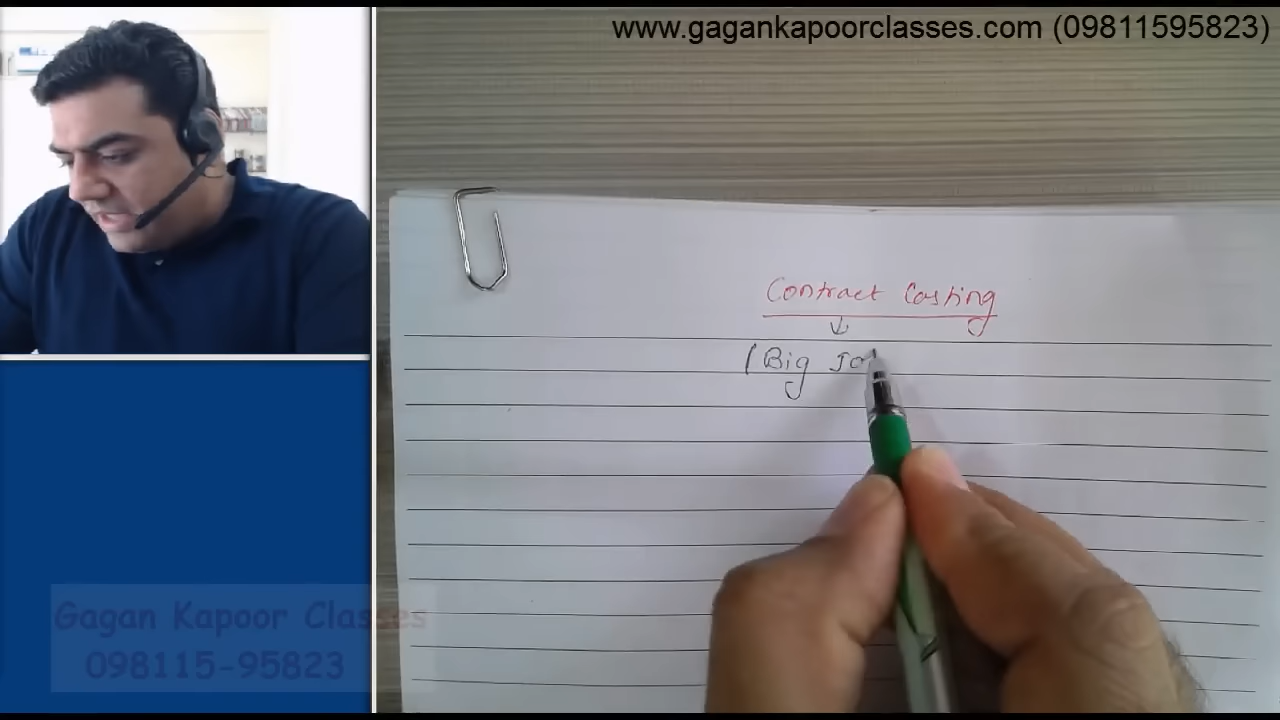 www.gagankapoorclasses.com (09811595823)
Contract Costing
(Big Jo
Gagan Kapoor Classes
098115-95823